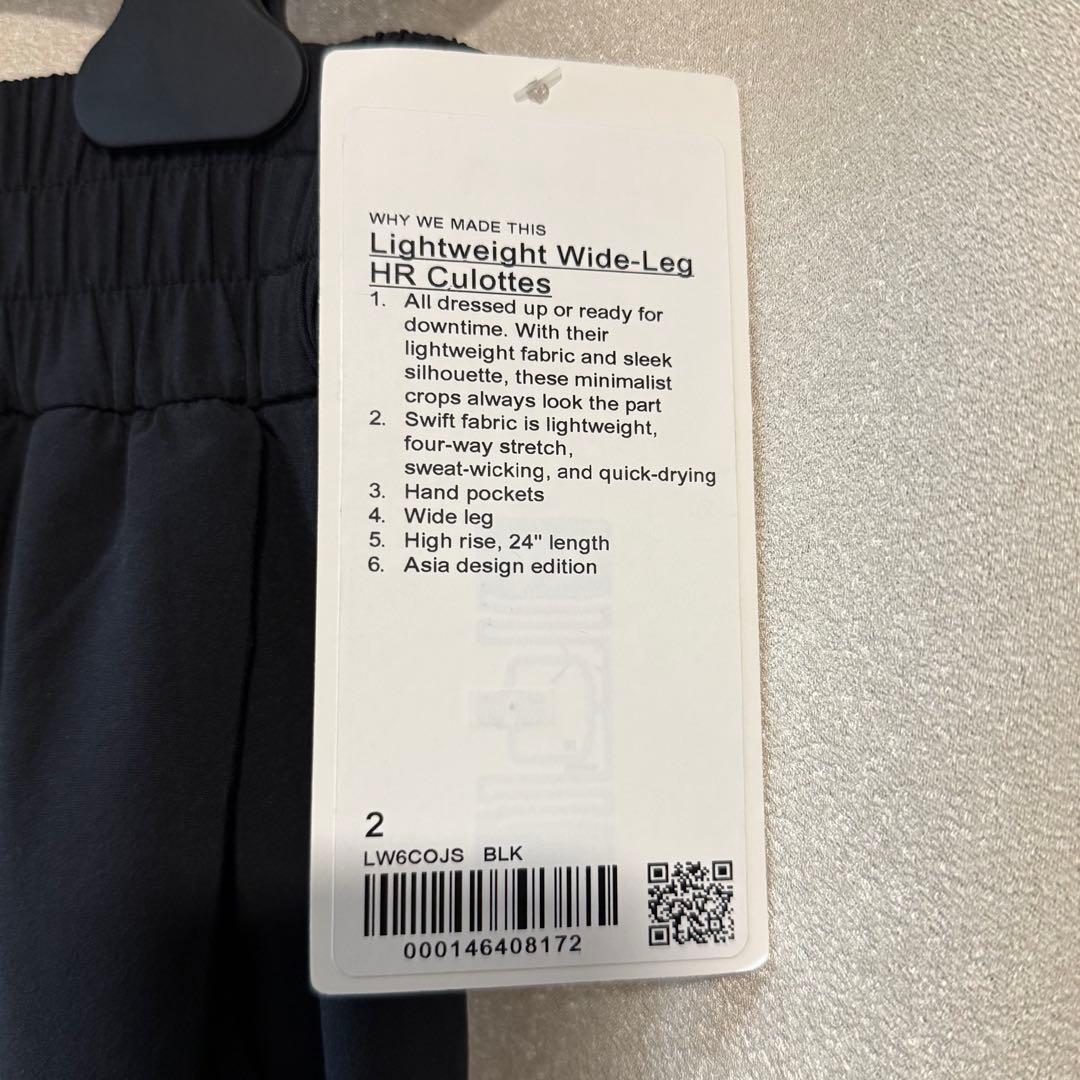 WHY WE MADE THIS
Lightweight Wide-Leg
HR Culottes
1. All dressed up or ready for
downtime. With their
lightweight fabric and sleek
silhouette, these minimalist
crops always look the part
2. Swift fabric is lightweight,
four-way stretch,
sweat-wicking, and quick-drying
3. Hand pockets
4. Wide leg
5. High rise, 24" length
6. Asia design edition
2
LW6COJS BLK
000146408172